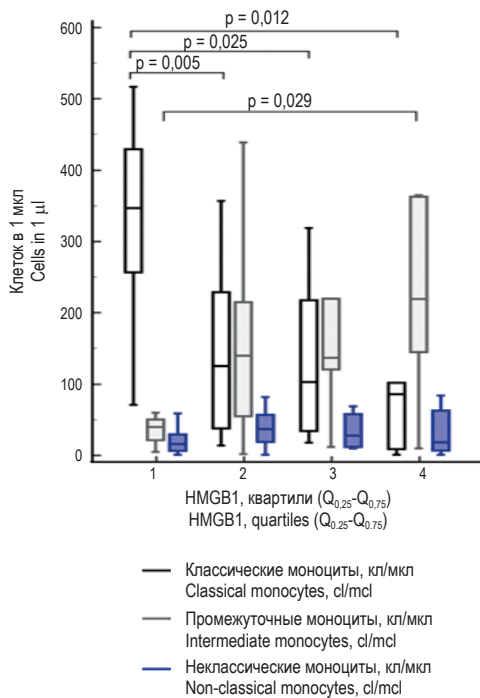 600
500
400
300
200
100
0
Клеток в 1 мкл
Cells in 1 µl
p = 0,012
p = 0,025
p = 0,005
p = 0,029
1 2 3 4
HMGB1, квартили (Q0,25-Q0,75)
HMGB1, quartiles (Q0.25-Q0.75)
Классические моноциты, кл/мкл
Classical monocytes, cl/mcl
Промежуточные моноциты, кл/мкл
Intermediate monocytes, cl/mcl
Неклассические моноциты, кл/мкл
Non-classical monocytes, cl/mcl